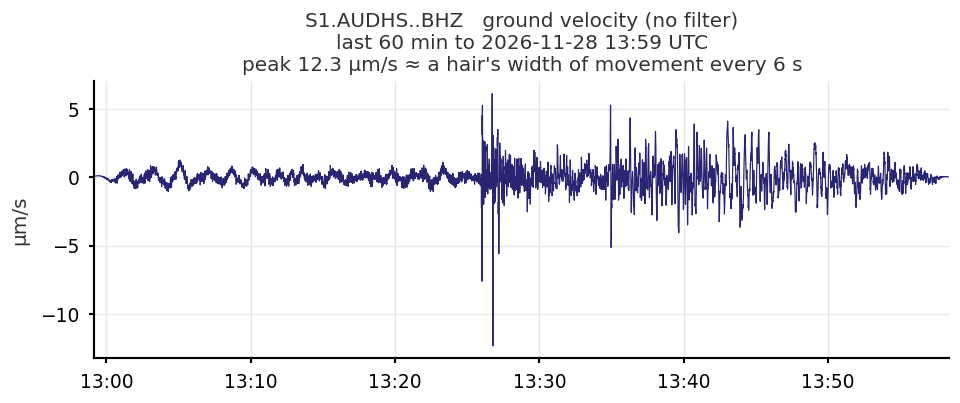 S1.AUDHS..BHZ   ground velocity (no filter)
last 60 min to 2026-11-28 13:59 UTC
peak 12.3 μm/s ≈ a hair's width of movement every 6 s
μm/s
5
0
−5
−10
13:00
13:10
13:20
13:30
13:40
13:50